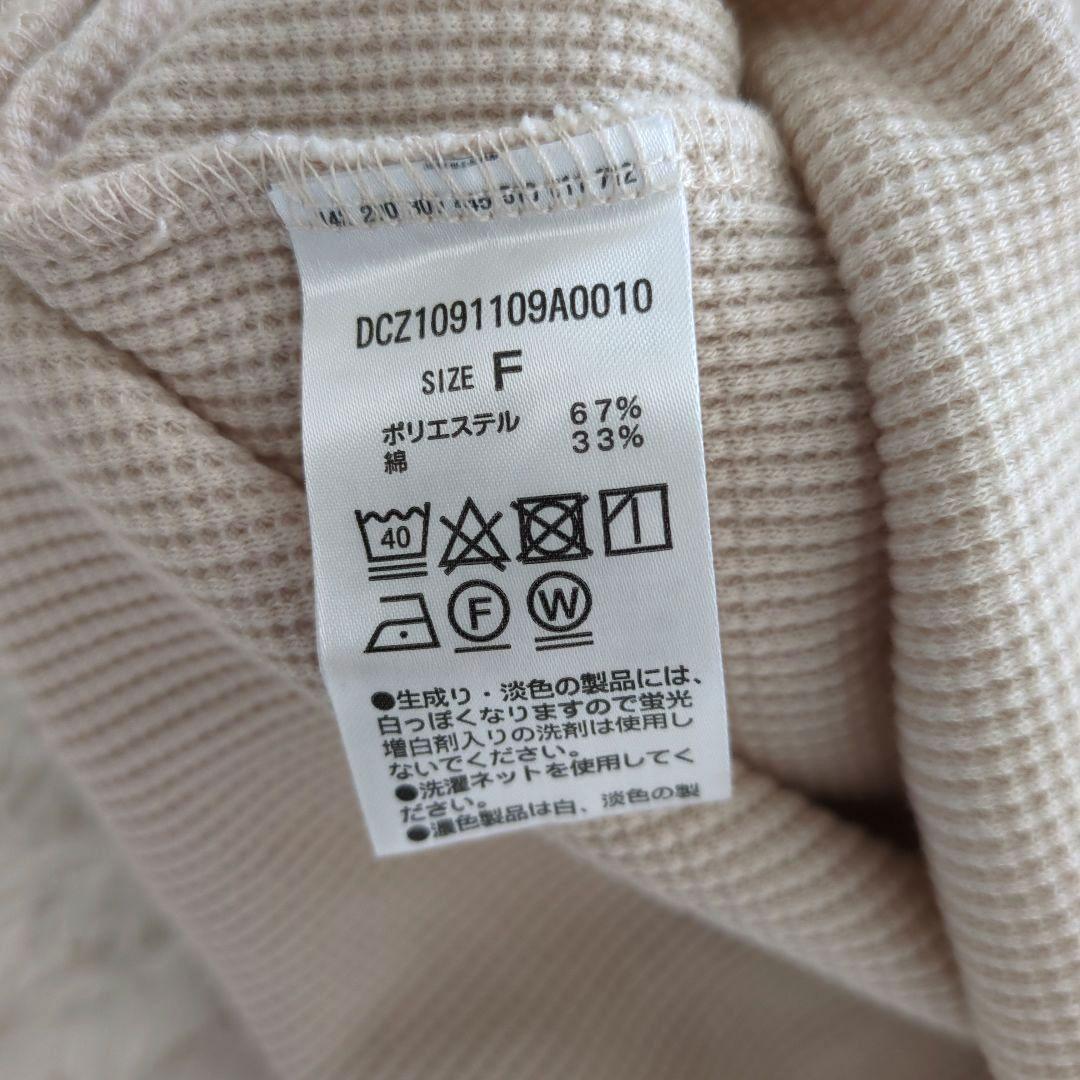 DCZ1091109A0010
SIZE F
ポリエステル 67%
綿 33%
40
F W
●生成り・淡色の製品には、
白っぽくなりますので蛍光
増白剤入りの洗剤は使用し
ないでください。
●洗濯ネットを使用してく
ださい。
●濃色製品は白、淡色の製